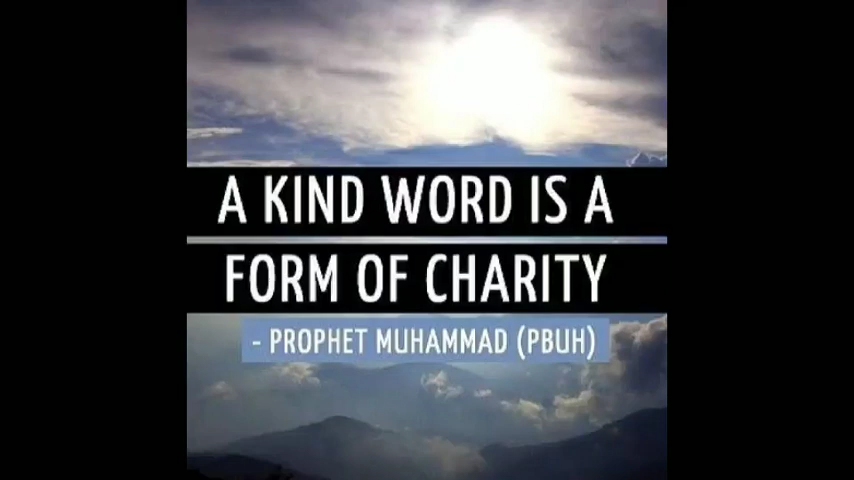 A KIND WORD IS A
FORM OF CHARITY
- PROPHET MUHAMMAD (PBUH)